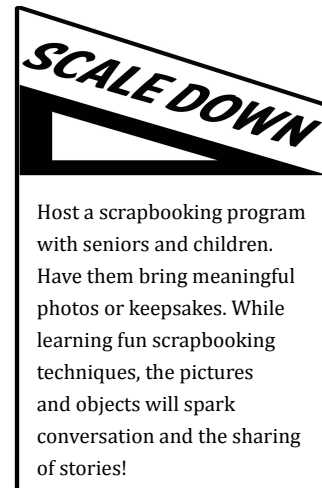 SCALE DOWN
Host a scrapbooking program
with seniors and children.
Have them bring meaningful
photos or keepsakes. While
learning fun scrapbooking
techniques, the pictures
and objects will spark
conversation and the sharing
of stories!